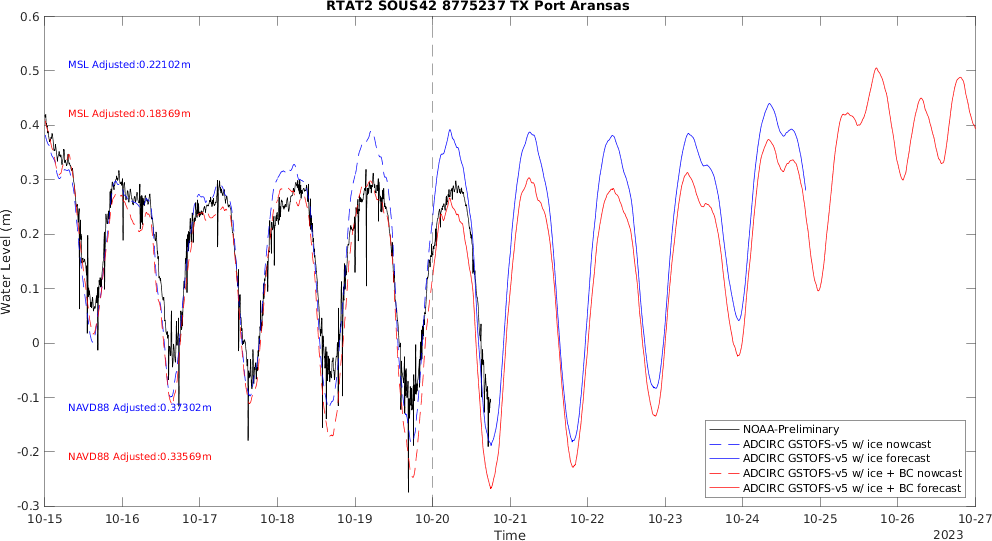 RTAT2 SOUS42 8775237 TX Port Aransas
0.6
0.5
0.4
0.3
0.2
0.1
0
-0.1
-0.2
-0.3
Water Level (m)
MSL Adjusted:0.22102m
MSL Adjusted:0.18369m
NAVD88 Adjusted:0.37302m
NAVD88 Adjusted:0.33569m
NOAA-Preliminary
ADCIRC GSTOFS-v5 w/ ice nowcast
ADCIRC GSTOFS-v5 w/ ice forecast
ADCIRC GSTOFS-v5 w/ ice + BC nowcast
ADCIRC GSTOFS-v5 w/ ice + BC forecast
10-15 10-16 10-17 10-18 10-19 10-20 10-21 10-22 10-23 10-24 10-25 10-26 10-27
Time
2023